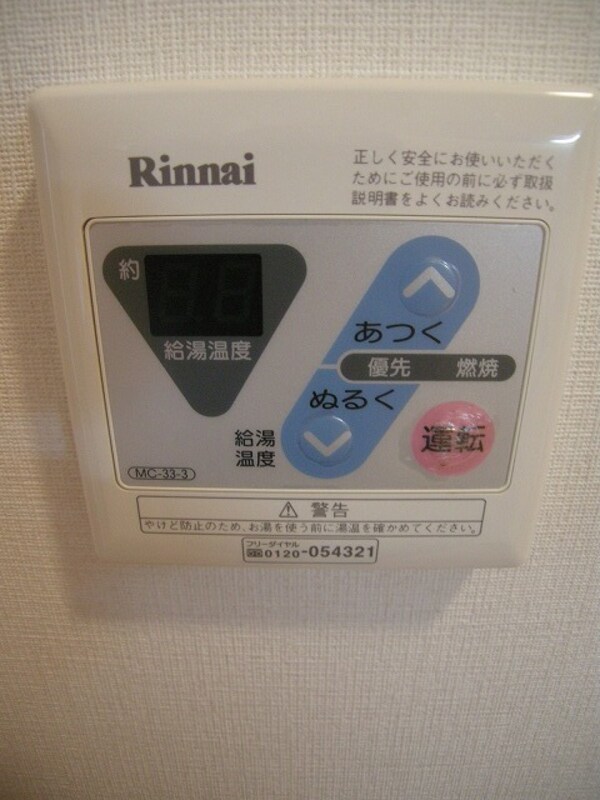 Rinnai
正しく安全にお使いいただく
ためにご使用の前に必ず取扱
説明書をよくお読みください。
約
給湯温度
あつく
優先 燃焼
ぬるく
給湯
温度
運転
MC-33-3
⚠ 警告
やけど防止のため、お湯を使う前に湯温を確かめてください。
フリーダイヤル
0120-054321